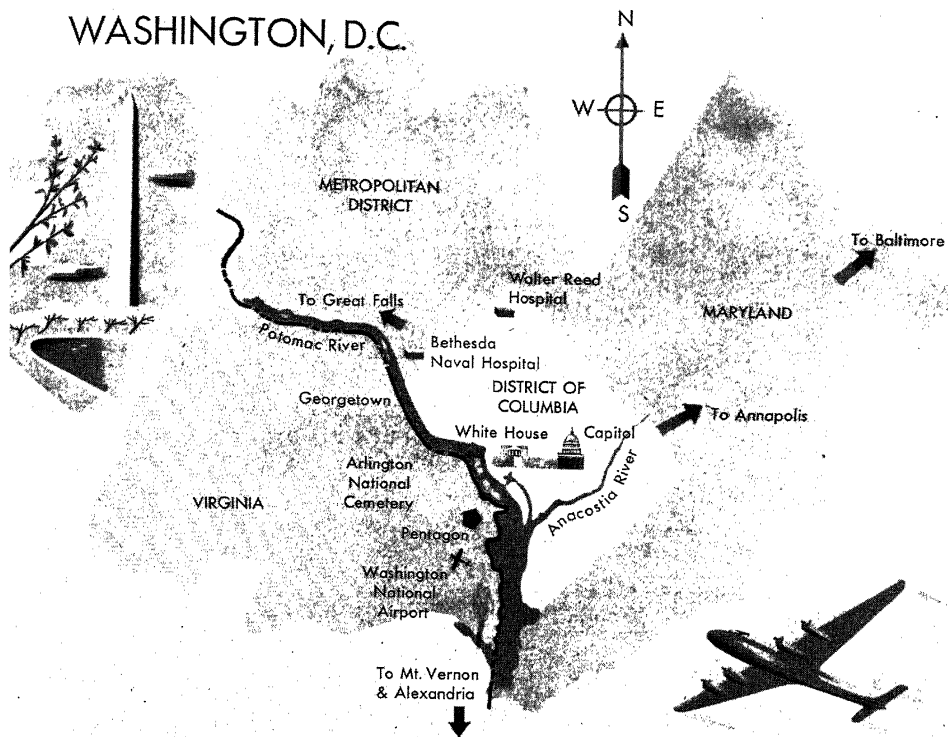 WASHINGTON, D.C.
N
W E
S
METROPOLITAN
DISTRICT
To Baltimore
Walter Reed
Hospital
To Great Falls
MARYLAND
Potomac River
Bethesda
Naval Hospital
DISTRICT OF
COLUMBIA
Georgetown
To Annapolis
White House
Capitol
Arlington
National
Cemetery
Anacostia River
VIRGINIA
Pentagon
Washington
National
Airport
To Mt. Vernon
& Alexandria